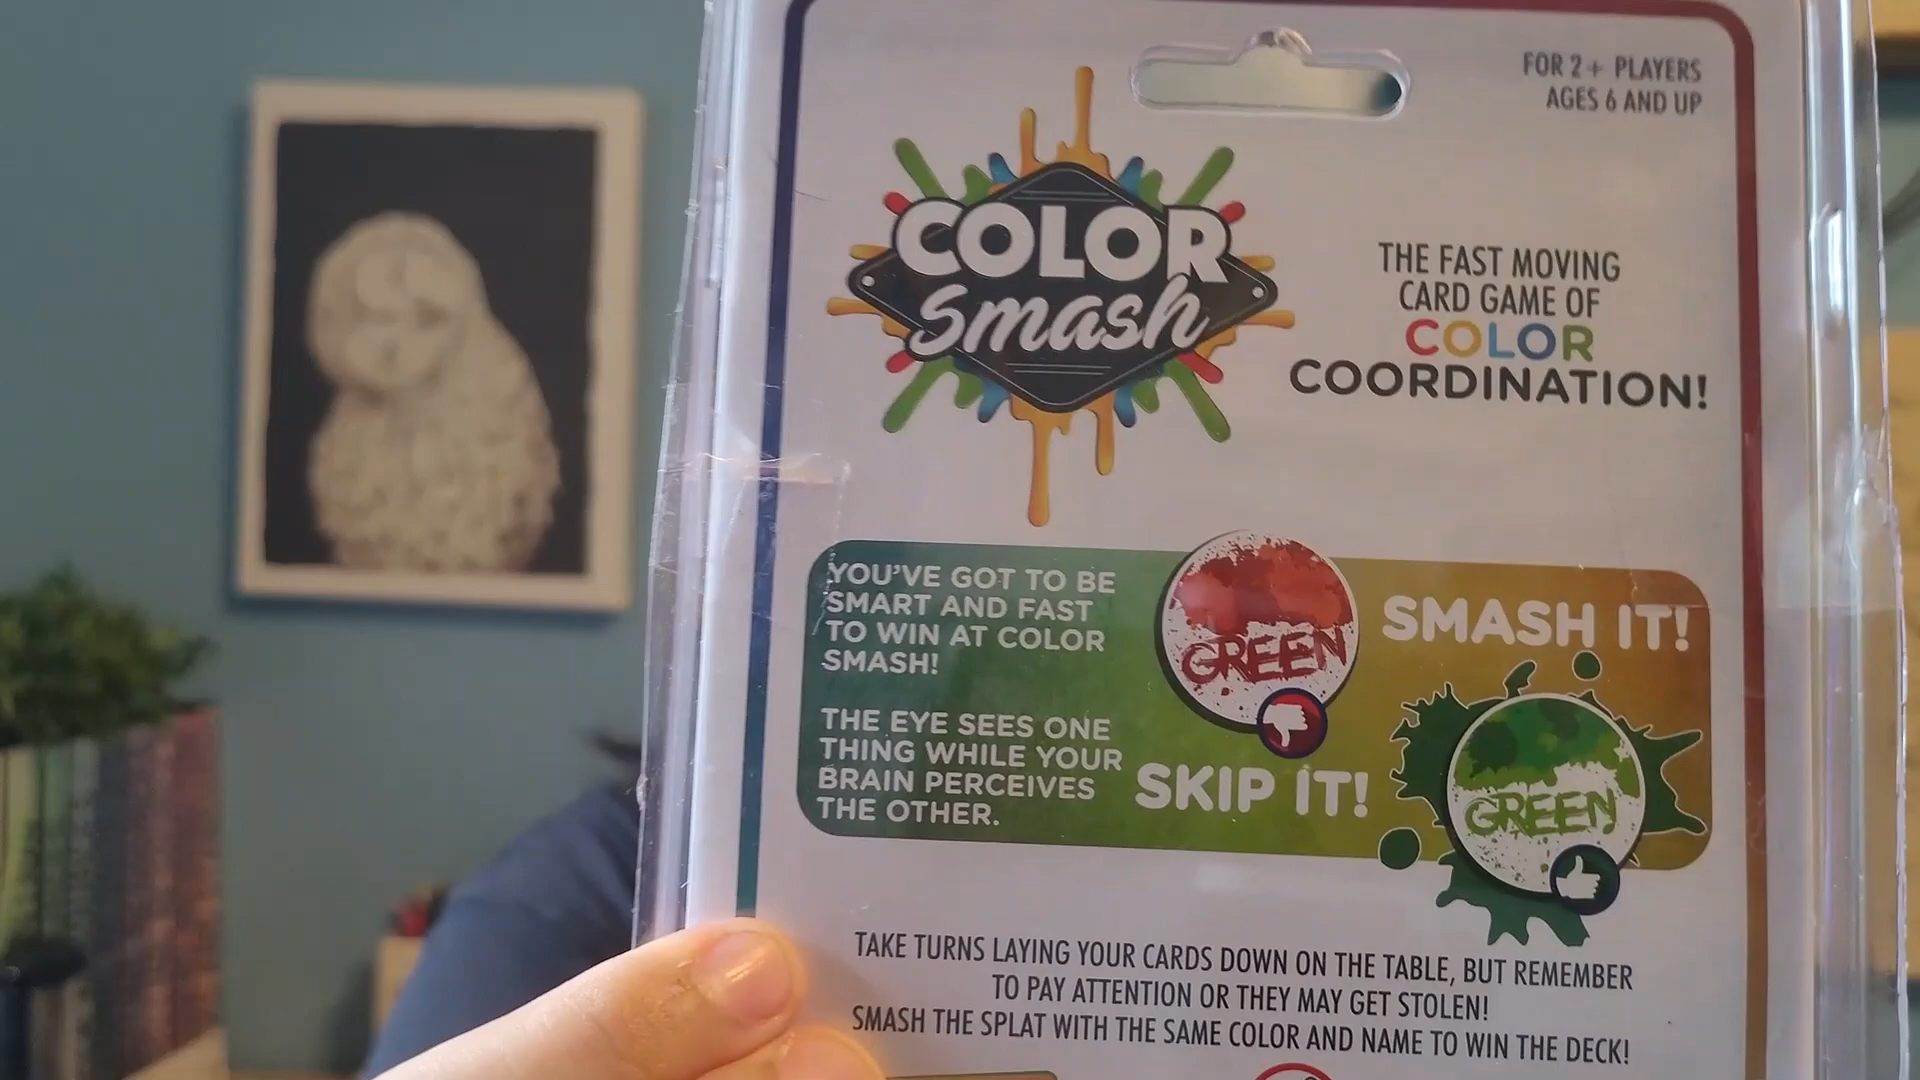 FOR 2+ PLAYERS
AGES 6 AND UP
COLOR
smash
THE FAST MOVING
CARD GAME OF
COLOR
COORDINATION!
YOU'VE GOT TO BE
SMART AND FAST
TO WIN AT COLOR
SMASH!
THE EYE SEES ONE
THING WHILE YOUR
BRAIN PERCEIVES
THE OTHER.
GREEN
SKIP IT!
SMASH IT!
GREEN
TAKE TURNS LAYING YOUR CARDS DOWN ON THE TABLE, BUT REMEMBER
TO PAY ATTENTION OR THEY MAY GET STOLEN!
SMASH THE SPLAT WITH THE SAME COLOR AND NAME TO WIN THE DECK!